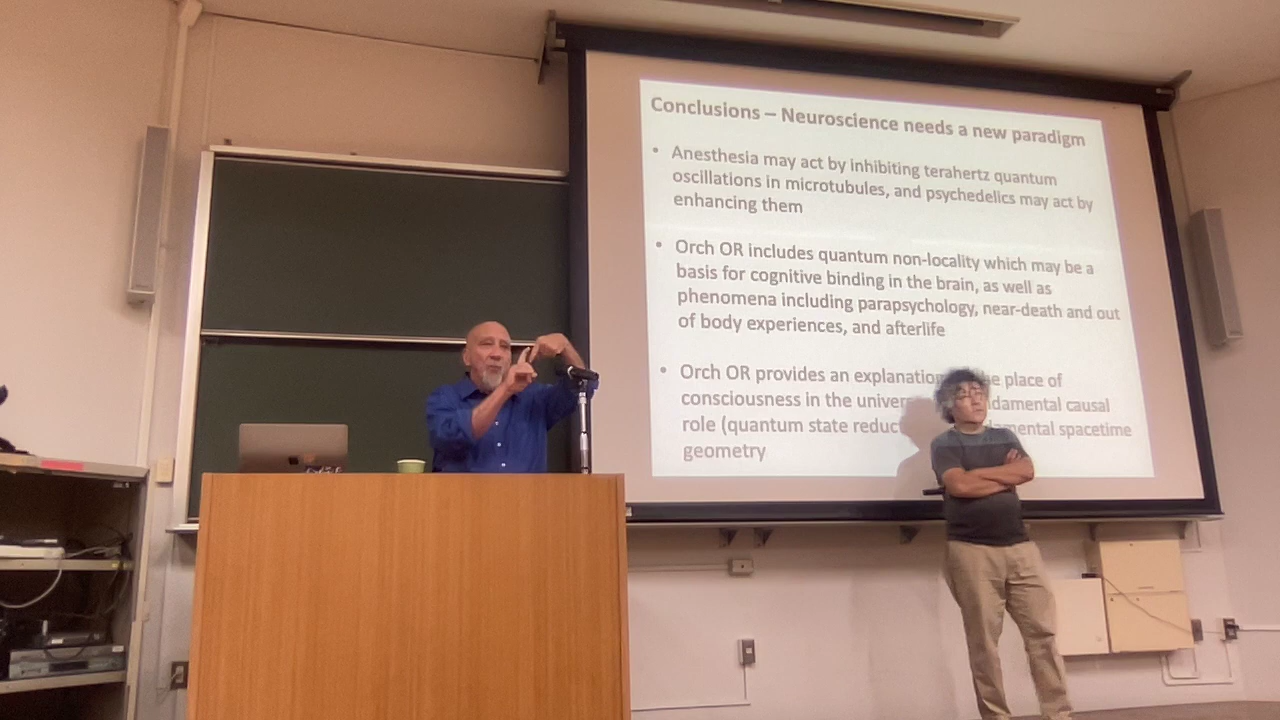 Conclusions – Neuroscience needs a new paradigm
• Anesthesia may act by inhibiting terahertz quantum
oscillations in microtubules, and psychedelics may act by
enhancing them
• Orch OR includes quantum non-locality which may be a
basis for cognitive binding in the brain, as well as
phenomena including parapsychology, near-death and out
of body experiences, and afterlife
• Orch OR provides an explanation place of
consciousness in the causal
role (quantum state spacetime
geometry